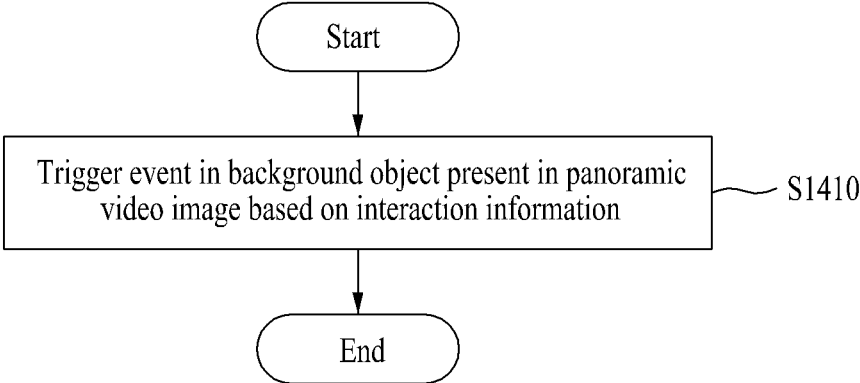 Start
Trigger event in background object present in panoramic
video image based on interaction information
S1410
End